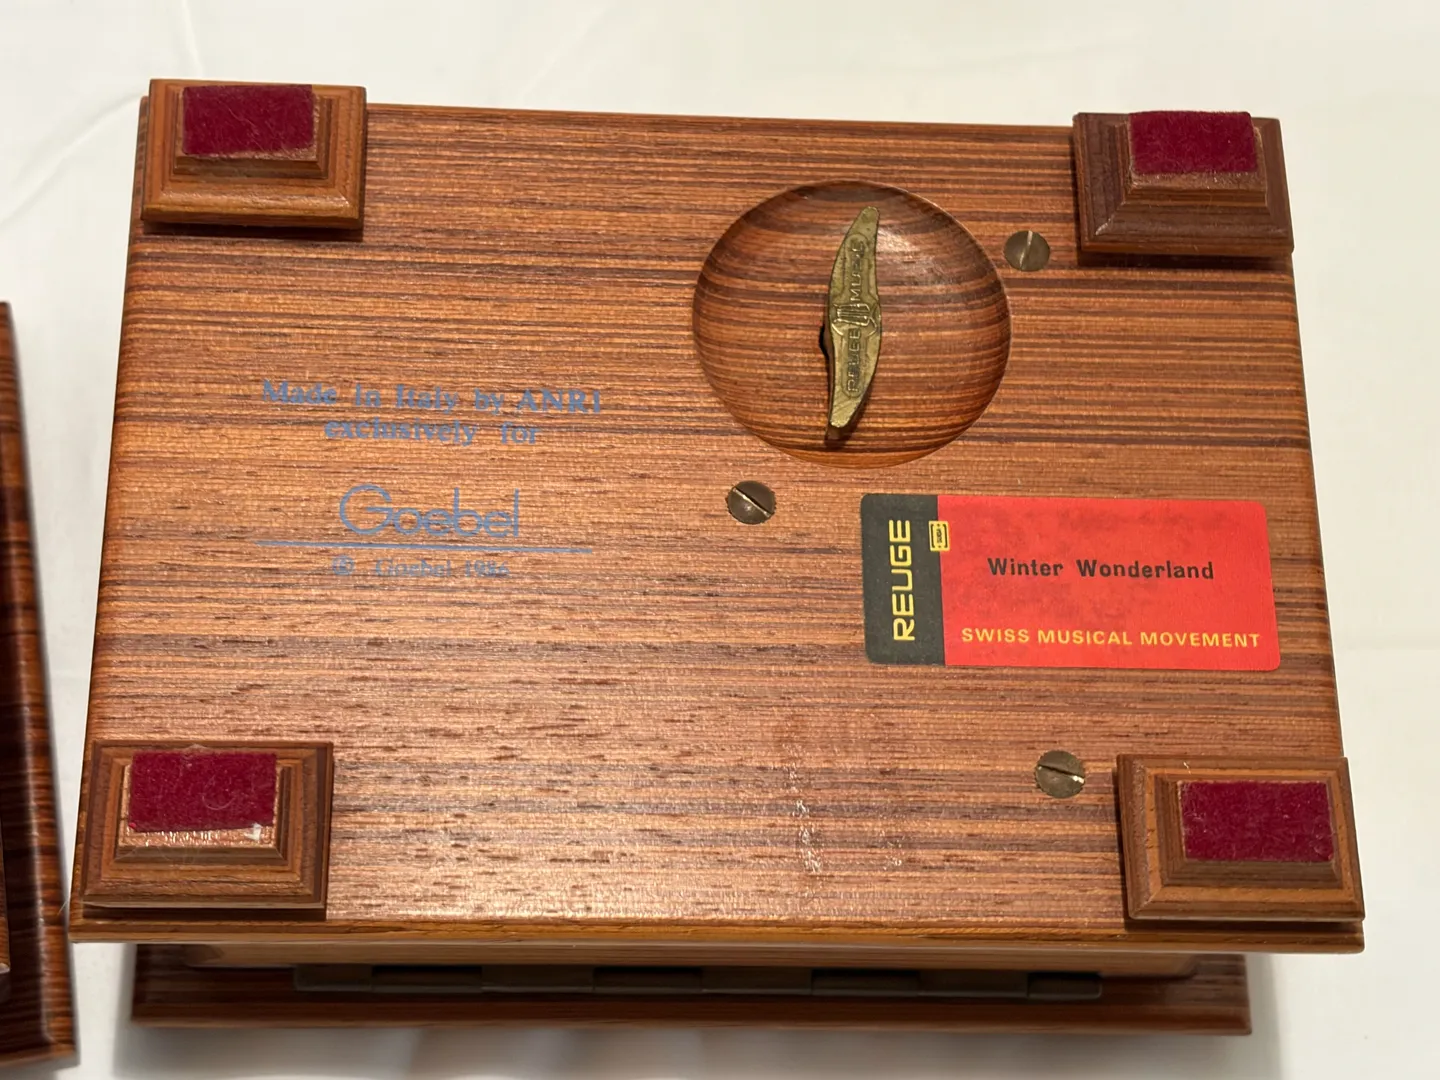 REUGE MUSIC
Made in Italy by ANRI
exclusively for
Goebel
© Goebel 1986
REUGE
Winter Wonderland
SWISS MUSICAL MOVEMENT